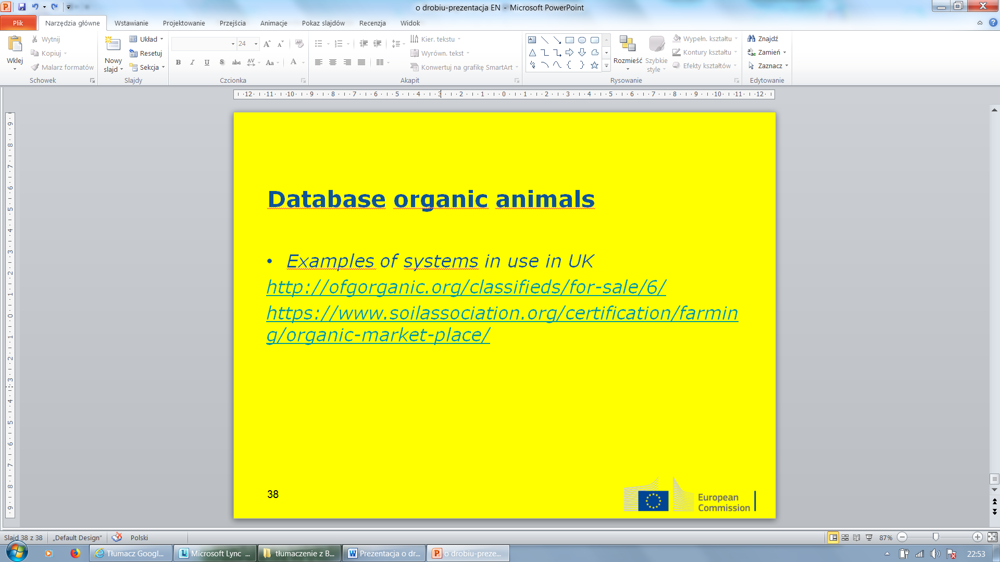 o drobiu-prezentacja EN - Microsoft PowerPoint
Plik Narzędzia główne Wstawianie Projektowanie Przejścia Animacje Pokaz slajdów Recenzja Widok
Wklej
Wytnij
Kopiuj
Malarz formatów
Schowek
Nowy slajd
Układ
Resetuj
Sekcja
Slajdy
24
B I U S abc AV Aa A
Czcionka
Kier. tekstu
Wyrówn. tekst
Konwertuj na grafikę SmartArt
Akapit
Rozmieść
Szybkie style
Wypełn. kształtu
Kontury kształtu
Efekty kształtów
Rysowanie
Znajdź
Zamień
Zaznacz
Edytowanie
12 11 10 9 8 7 6 5 4 3 2 1 0 1 2 3 4 5 6 7 8 9 10 11 12
9 8 7 6 5 4 3 2 1 0 1 2 3 4 5 6 7 8 9
Database organic animals
• Examples of systems in use in UK
http://ofgorganic.org/classifieds/for-sale/6/
https://www.soilassociation.org/certification/farmin
g/organic-market-place/
38
European
Commission
Slajd 38 z 38 „Default Design” Polski 87%
Tłumacz Googl... Microsoft Lync ... tłumaczenie z B... Prezentacja o dr... o drobiu-preze... 22:53